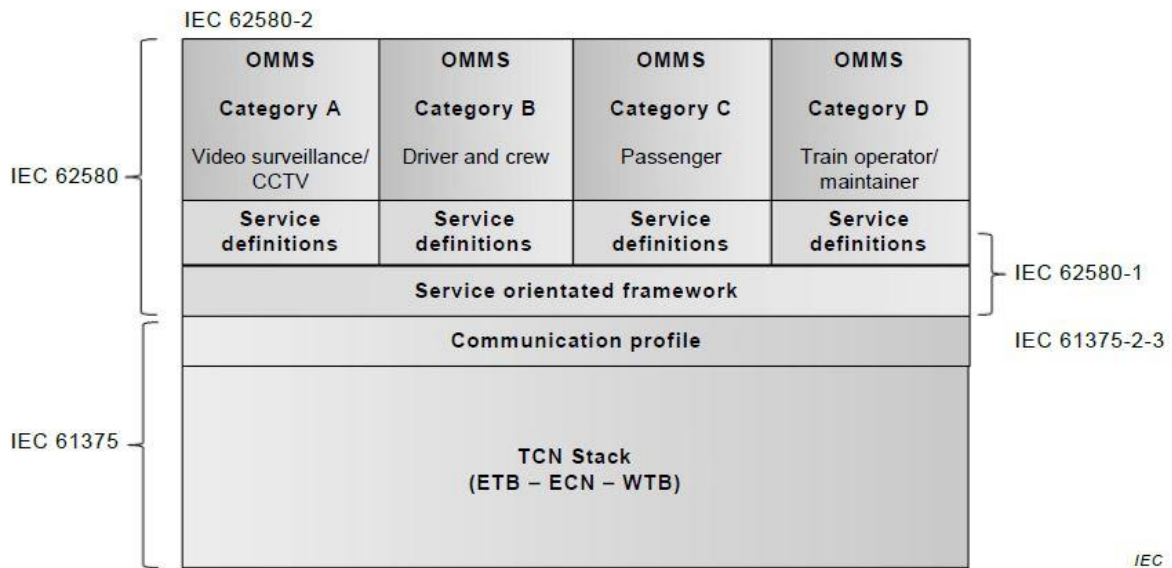 IEC 62580-2
OMMS
Category A
Video surveillance/
CCTV
OMMS
Category B
Driver and crew
OMMS
Category C
Passenger
OMMS
Category D
Train operator/
maintainer
IEC 62580
Service
definitions
Service
definitions
Service
definitions
Service
definitions
IEC 62580-1
Service orientated framework
Communication profile
IEC 61375-2-3
IEC 61375
TCN Stack
(ETB – ECN – WTB)
IEC